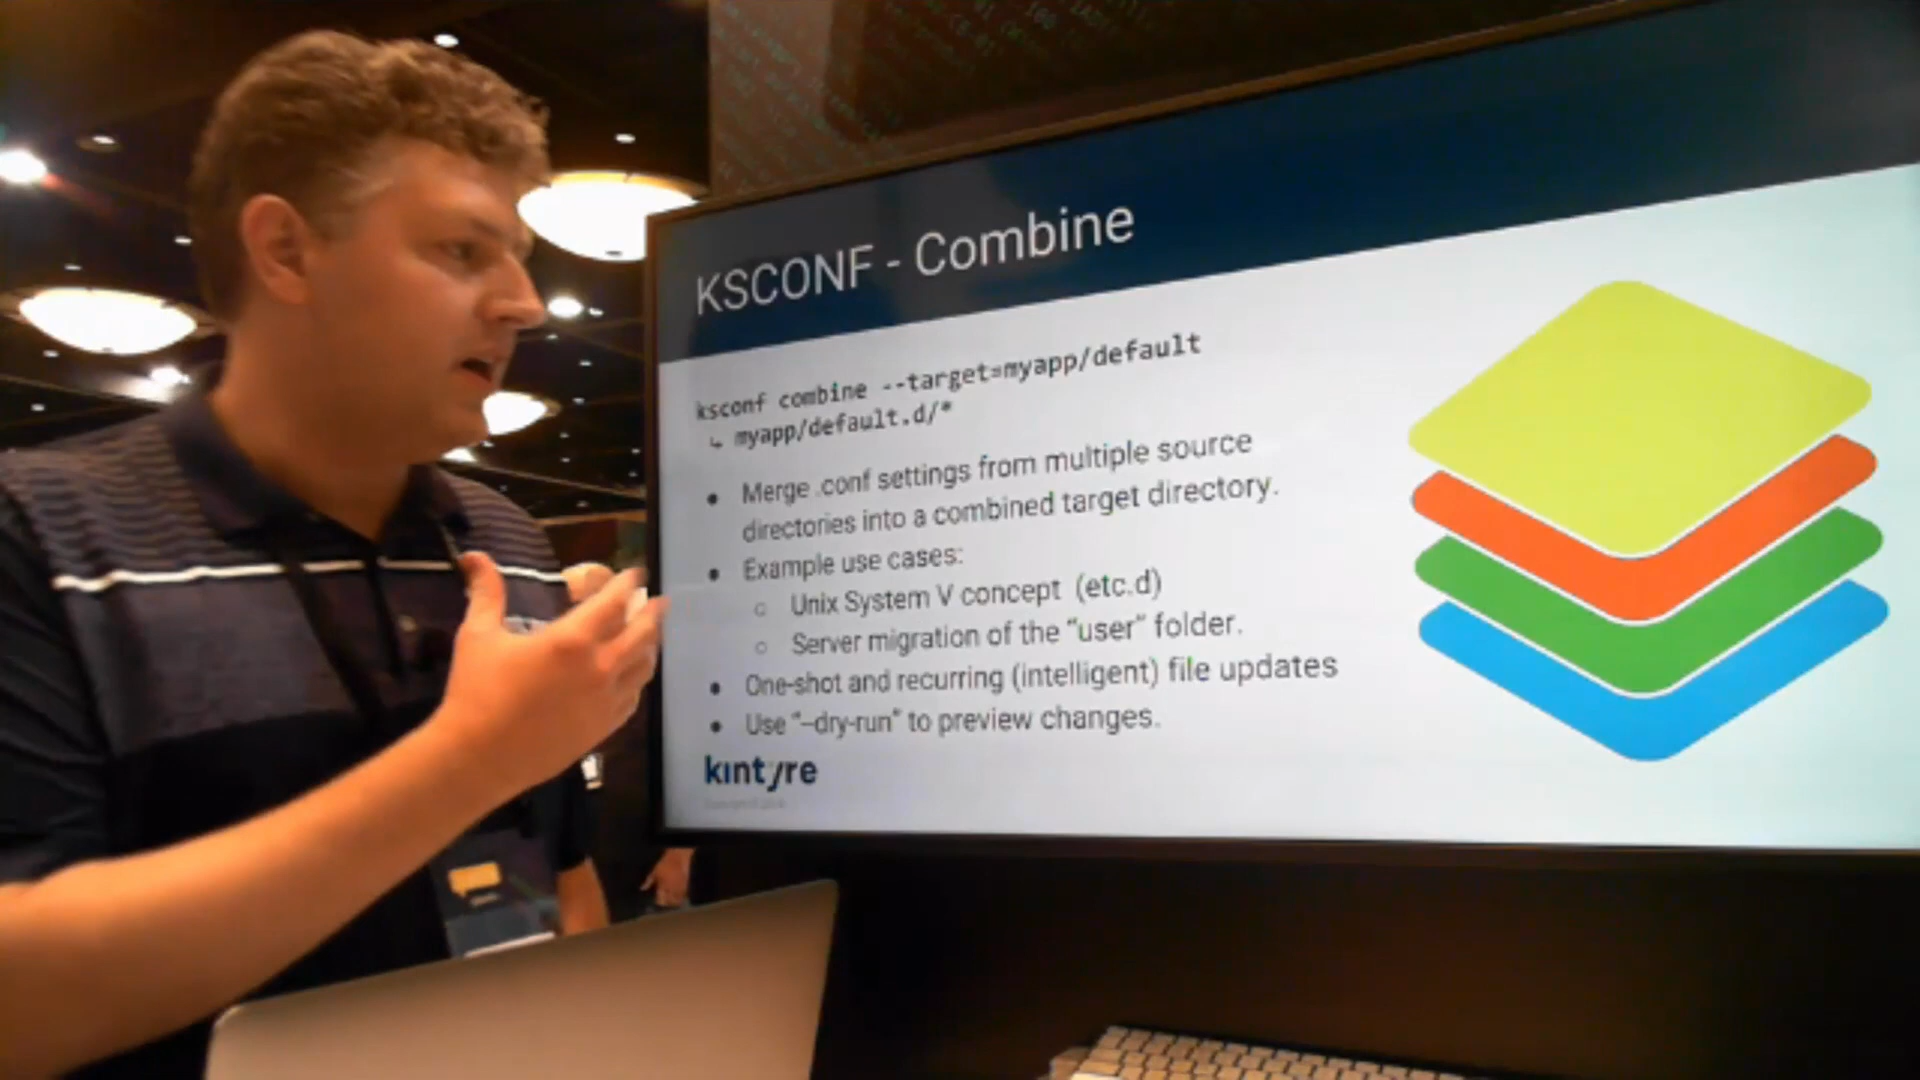 KSCONF - Combine
ksconf combine --target=myapp/default
↳ myapp/default.d/*
● Merge .conf settings from multiple source
directories into a combined target directory.
● Example use cases:
○ Unix System V concept (etc.d)
○ Server migration of the “user” folder.
● One-shot and recurring (intelligent) file updates
● Use “–dry-run” to preview changes.
kintyre